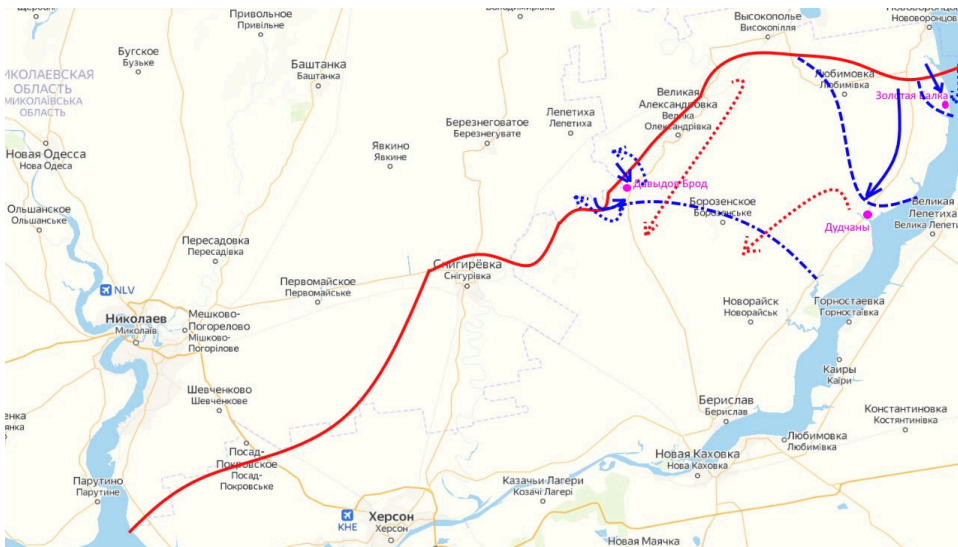 Привольное
Привільне
Высокополье
Високопілля
Нововоронцовка
Бугское
Бузьке
Баштанка
Баштанка
НИКОЛАЕВСКАЯ
ОБЛАСТЬ
МИКОЛАЇВСЬКА
ОБЛАСТЬ
Любимовка
Любимівка
Золотая Балка
Великая
Александровка
Велика
Олександрівка
Лепетиха
Лепетиха
Березнеговатое
Березнегувате
Явкино
Явкине
Новая Одесса
Нова Одеса
Давыдов Брод
Ольшанское
Ольшанське
Борозенское
Борозенське
Великая
Лепетиха
Велика Лепети
Дудчаны
Пересадовка
Пересадівка
Снигирёвка
Снігурівка
Первомайское
Первомайське
NLV
Новорайск
Новорайськ
Горностаевка
Горностаївка
Николаев
Миколаїв
Мешково-
Погорелово
Мішково-
Погорілове
Каиры
Каїри
Шевченково
Шевченкове
Берислав
Берислав
Константиновка
Костянтинівка
Посад-
Покровское
Посад-
Покровське
Любимовка
Любимівка
Новая Каховка
Нова Каховка
Парутино
Парутине
Казачьи Лагери
Козачі Лагері
KHE
Херсон
Херсон
Новая Маячка